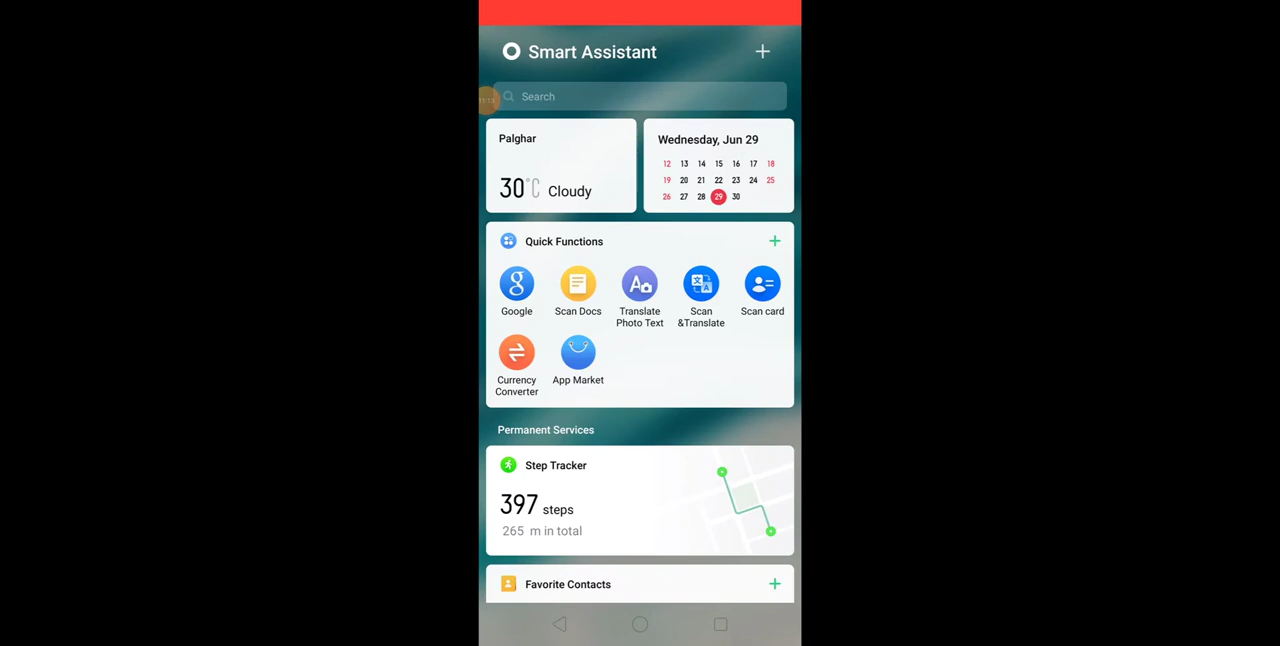 Smart Assistant
Search
11:13
Palghar
30°C Cloudy
Wednesday, Jun 29
12 13 14 15 16 17 18
19 20 21 22 23 24 25
26 27 28 29 30
Quick Functions
Google
Scan Docs
Translate
Photo Text
Scan
&Translate
Scan card
Currency
Converter
App Market
Permanent Services
Step Tracker
397 steps
265 m in total
Favorite Contacts